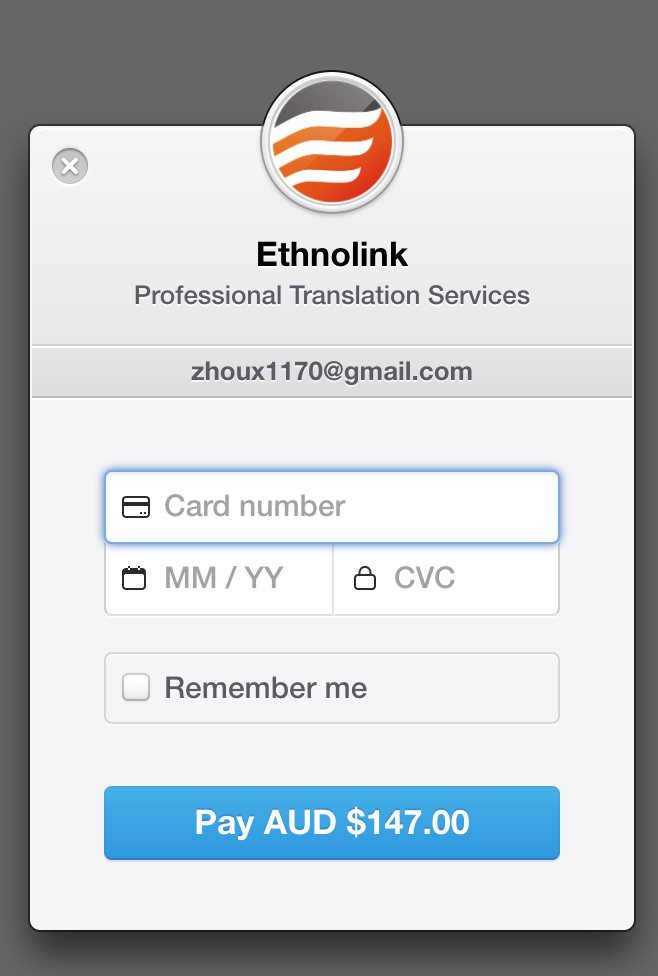 Ethnolink
Professional Translation Services
zhoux1170@gmail.com
Card number
MM / YY
CVC
Remember me
Pay AUD $147.00